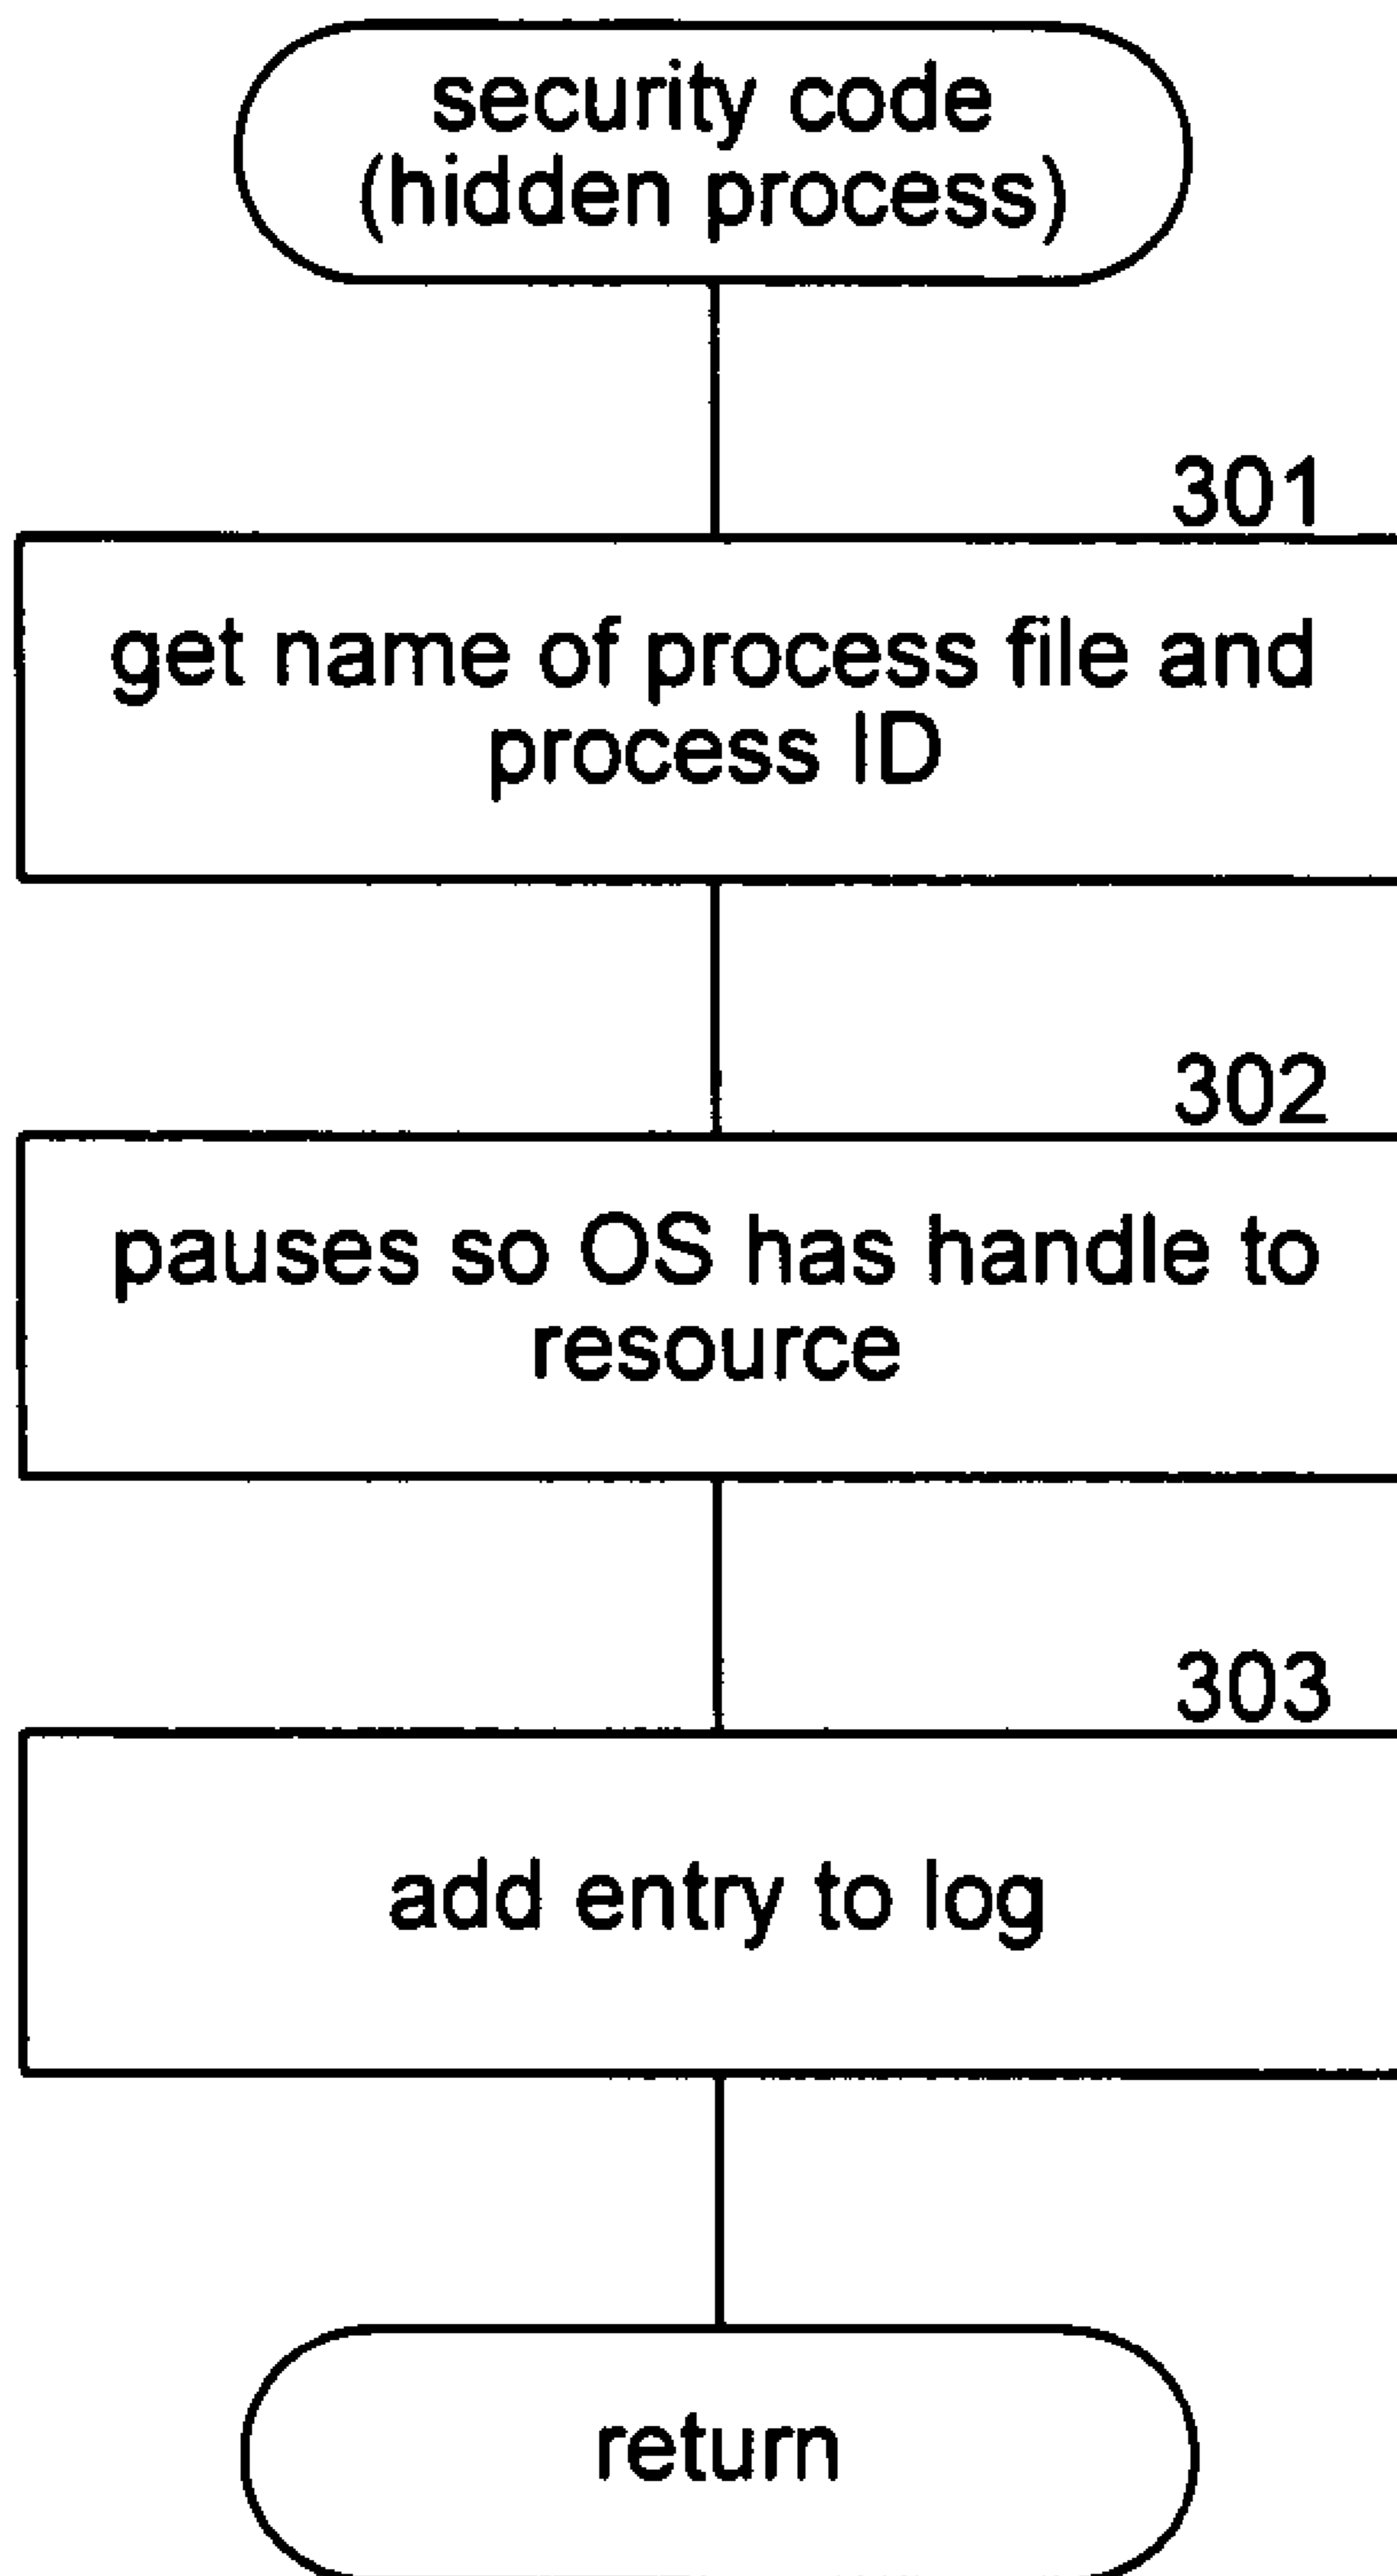 security code
(hidden process)
301
get name of process file and
process ID
302
pauses so OS has handle to
resource
303
add entry to log
return